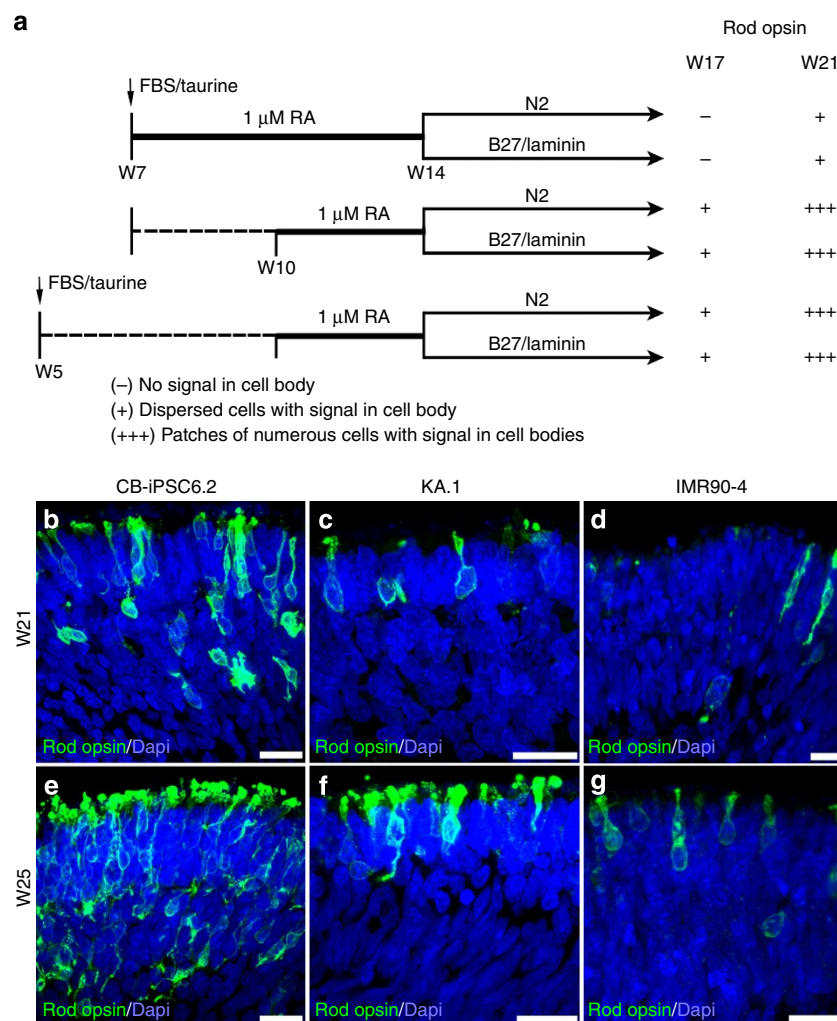 a
Rod opsin
W17 W21
FBS/taurine
1 µM RA
N2
– +
B27/laminin
– +
W7 W14
1 µM RA
N2
+ +++
B27/laminin
+ +++
W10
FBS/taurine
1 µM RA
N2
+ +++
B27/laminin
+ +++
W5
(–) No signal in cell body
(+) Dispersed cells with signal in cell body
(+++) Patches of numerous cells with signal in cell bodies
CB-iPSC6.2 KA.1 IMR90-4
W21
b c d
Rod opsin/Dapi Rod opsin/Dapi Rod opsin/Dapi
W25
e f g
Rod opsin/Dapi Rod opsin/Dapi Rod opsin/Dapi